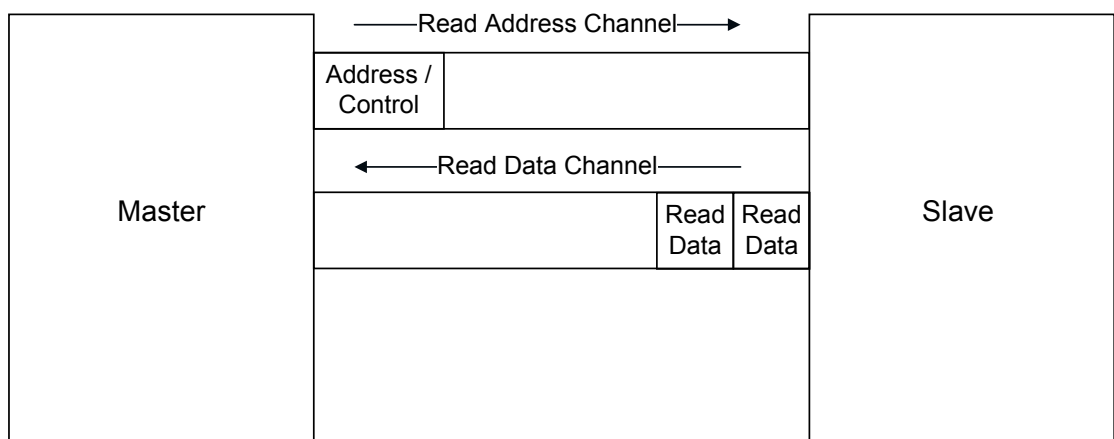 Read Address Channel
Address /
Control
Read Data Channel
Master
Read
Data
Read
Data
Slave